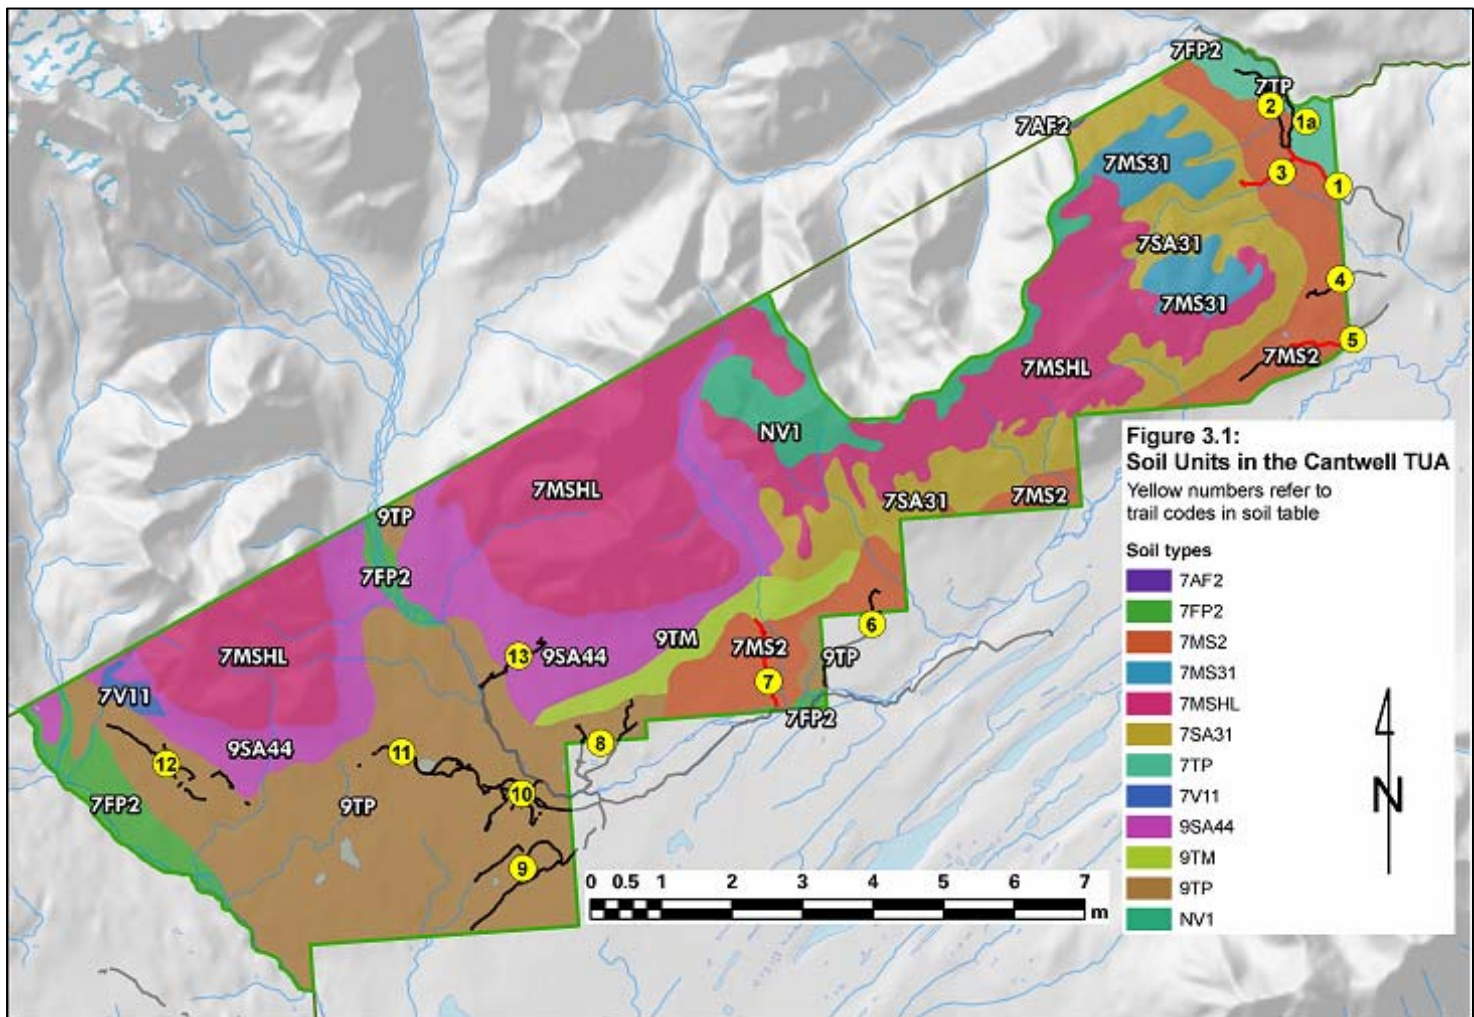 7FP2
7TP
2
1a
7AF2
7MS31
3
1
7SA31
4
7MS31
5
7MS2
7MSHL
NV1
7MSHL
7SA31
7MS2
9TP
7FP2
6
9TM
7MS2
13
9SA44
9TP
7MSHL
7
7V11
7FP2
8
9SA44
11
12
10
7FP2
9TP
9
Figure 3.1:
Soil Units in the Cantwell TUA
Yellow numbers refer to
trail codes in soil table
Soil types
7AF2
7FP2
7MS2
7MS31
7MSHL
7SA31
7TP
7V11
9SA44
9TM
9TP
NV1
N
0 0.5 1 2 3 4 5 6 7
m